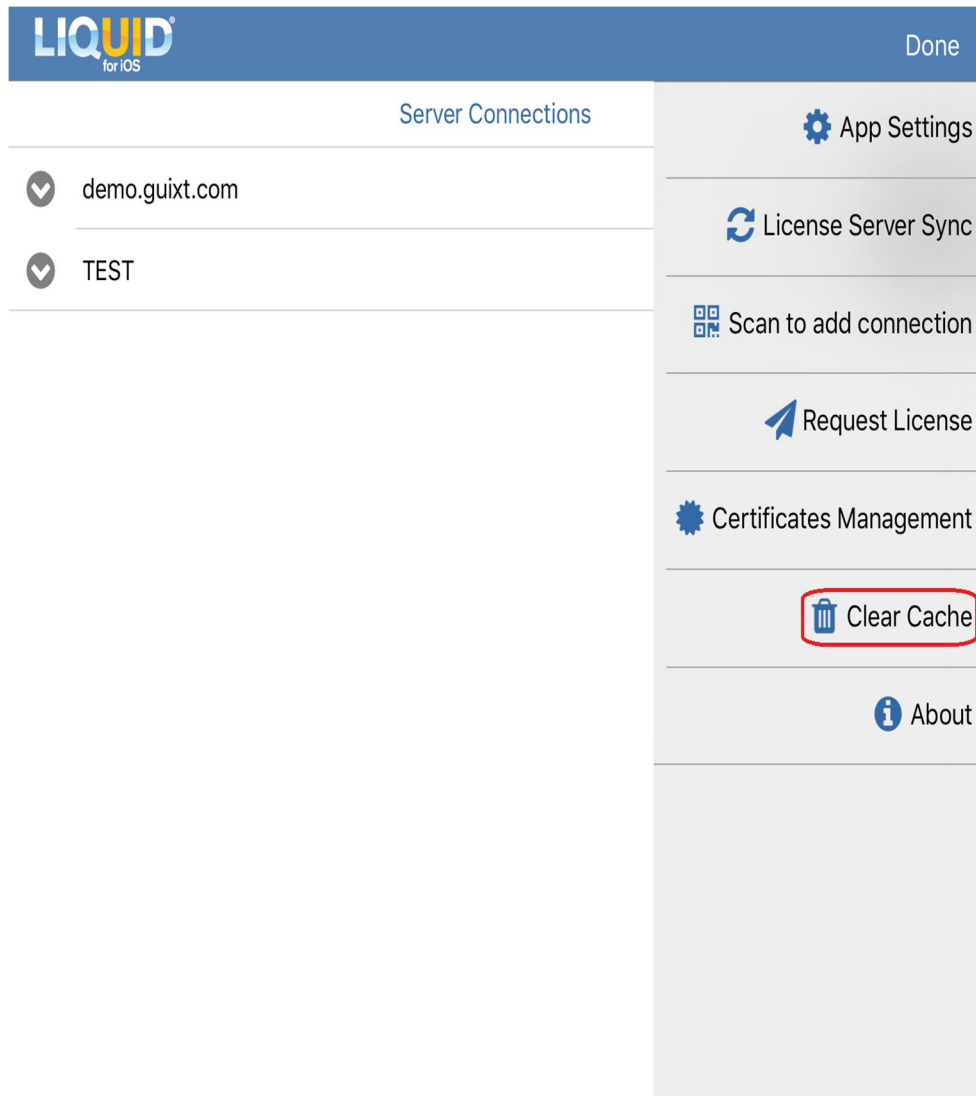 LIQUID®
for iOS
Done
Server Connections
demo.guixt.com
TEST
App Settings
License Server Sync
Scan to add connection
Request License
Certificates Management
Clear Cache
About